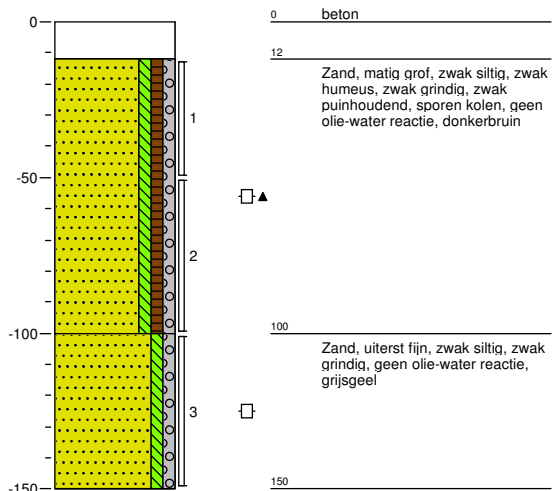 0
0
beton
12
Zand, matig grof, zwak siltig, zwak
humeus, zwak grindig, zwak
puinhoudend, sporen kolen, geen
olie-water reactie, donkerbruin
1
-50
2
-100
100
Zand, uiterst fijn, zwak siltig, zwak
grindig, geen olie-water reactie,
grijsgeel
3
-150
150